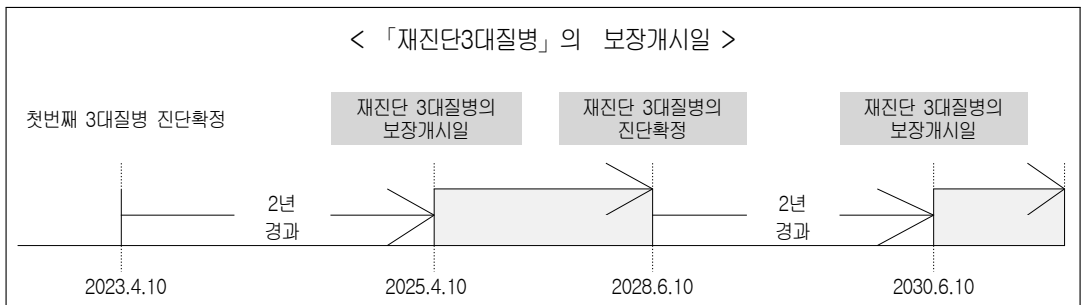 < 「재진단3대질병」의 보장개시일 >
첫번째 3대질병 진단확정
재진단 3대질병의
보장개시일
재진단 3대질병의
진단확정
재진단 3대질병의
보장개시일
2년
경과
2년
경과
2023.4.10
2025.4.10
2028.6.10
2030.6.10